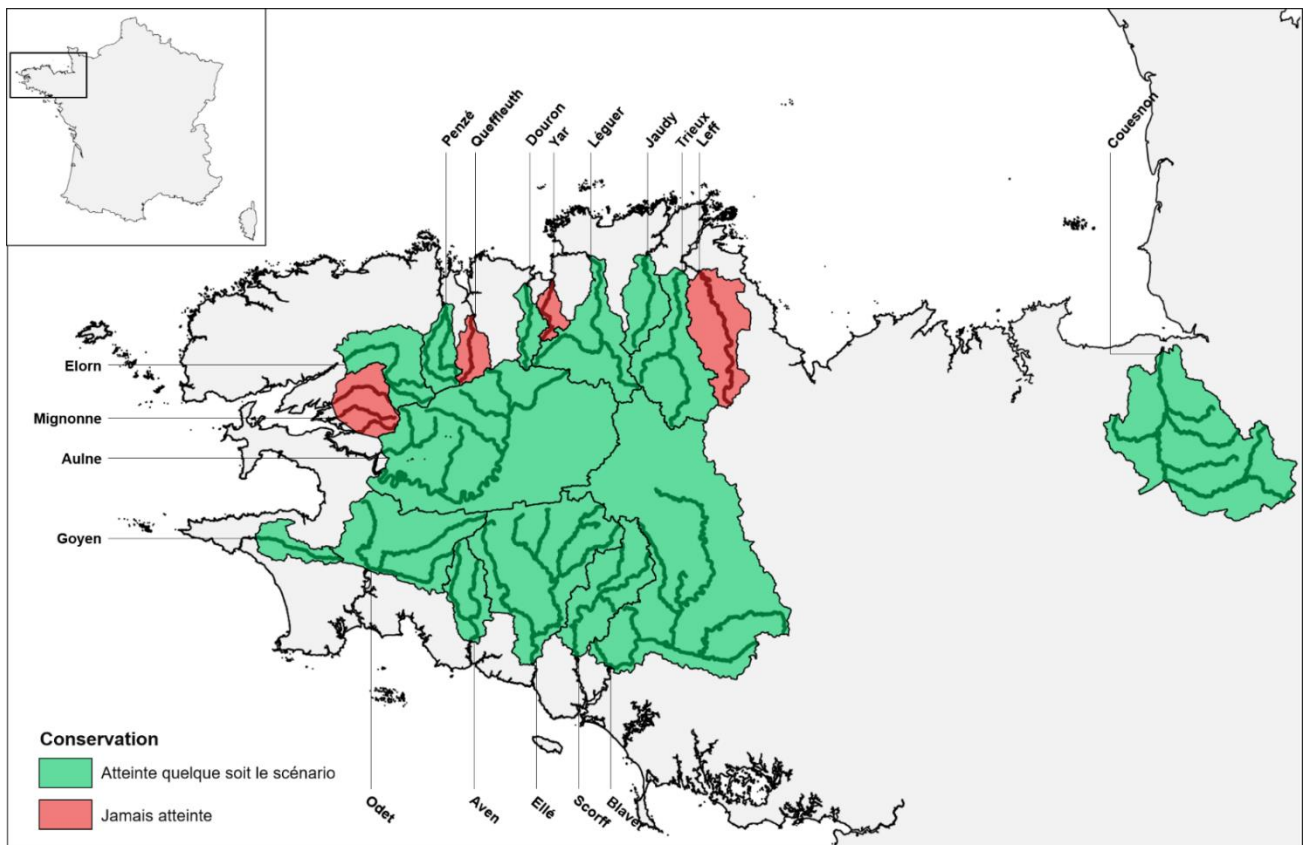 Penzé
Queffleuth
Douron
Yar
Léguer
Jaudy
Trieux
Leff
Couesnon
Elorn
Mignonne
Aulne
Goyen
Odet
Aven
Ellé
Scorff
Blavet
Conservation
Atteinte quelque soit le scénario
Jamais atteinte